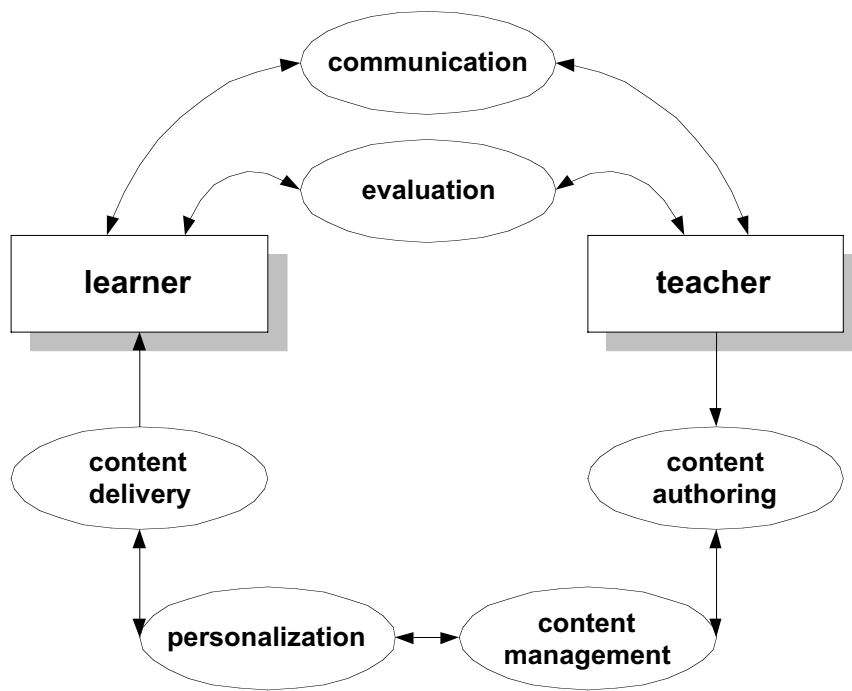 communication
evaluation
learner
teacher
content
delivery
content
authoring
personalization
content
management